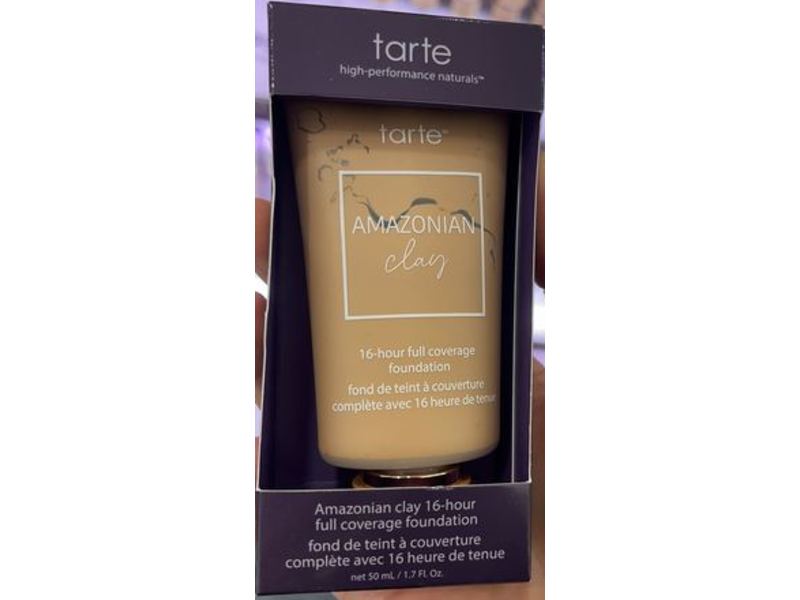 tarte
high-performance naturals™
tarte™
AMAZONIAN
clay
16-hour full coverage
foundation
fond de teint à couverture
complète avec 16 heure de tenue
Amazonian clay 16-hour
full coverage foundation
fond de teint à couverture
complète avec 16 heure de tenue
net 50 mL / 1.7 Fl. Oz.